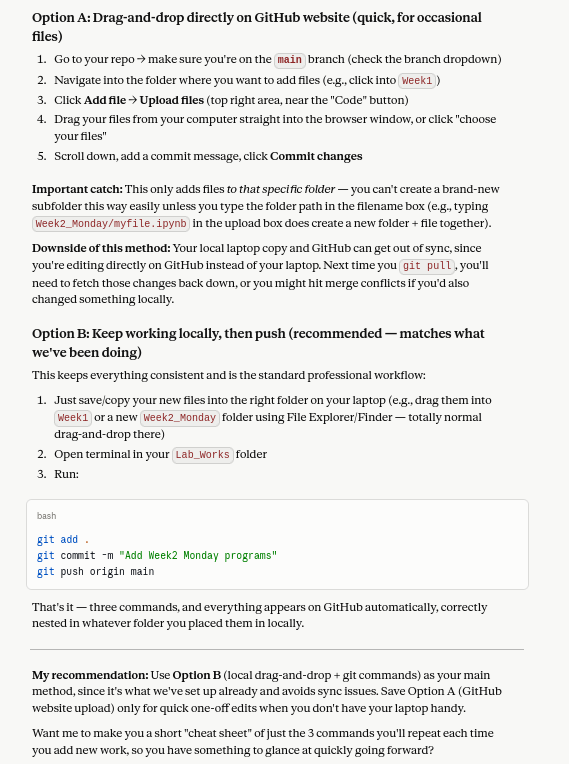 Option A: Drag-and-drop directly on GitHub website (quick, for occasional
files)
1. Go to your repo → make sure you're on the main branch (check the branch dropdown)
2. Navigate into the folder where you want to add files (e.g., click into Week1)
3. Click Add file → Upload files (top right area, near the "Code" button)
4. Drag your files from your computer straight into the browser window, or click "choose
your files"
5. Scroll down, add a commit message, click Commit changes
Important catch: This only adds files to that specific folder — you can't create a brand-new
subfolder this way easily unless you type the folder path in the filename box (e.g., typing
Week2_Monday/myfile.ipynb in the upload box does create a new folder + file together).
Downside of this method: Your local laptop copy and GitHub can get out of sync, since
you're editing directly on GitHub instead of your laptop. Next time you git pull, you'll
need to fetch those changes back down, or you might hit merge conflicts if you'd also
changed something locally.
Option B: Keep working locally, then push (recommended — matches what
we've been doing)
This keeps everything consistent and is the standard professional workflow:
1. Just save/copy your new files into the right folder on your laptop (e.g., drag them into
Week1 or a new Week2_Monday folder using File Explorer/Finder — totally normal
drag-and-drop there)
2. Open terminal in your Lab_Works folder
3. Run:
bash
git add .
git commit -m "Add Week2 Monday programs"
git push origin main
That's it — three commands, and everything appears on GitHub automatically, correctly
nested in whatever folder you placed them in locally.
My recommendation: Use Option B (local drag-and-drop + git commands) as your main
method, since it's what we've set up already and avoids sync issues. Save Option A (GitHub
website upload) only for quick one-off edits when you don't have your laptop handy.
Want me to make you a short "cheat sheet" of just the 3 commands you'll repeat each time
you add new work, so you have something to glance at quickly going forward?